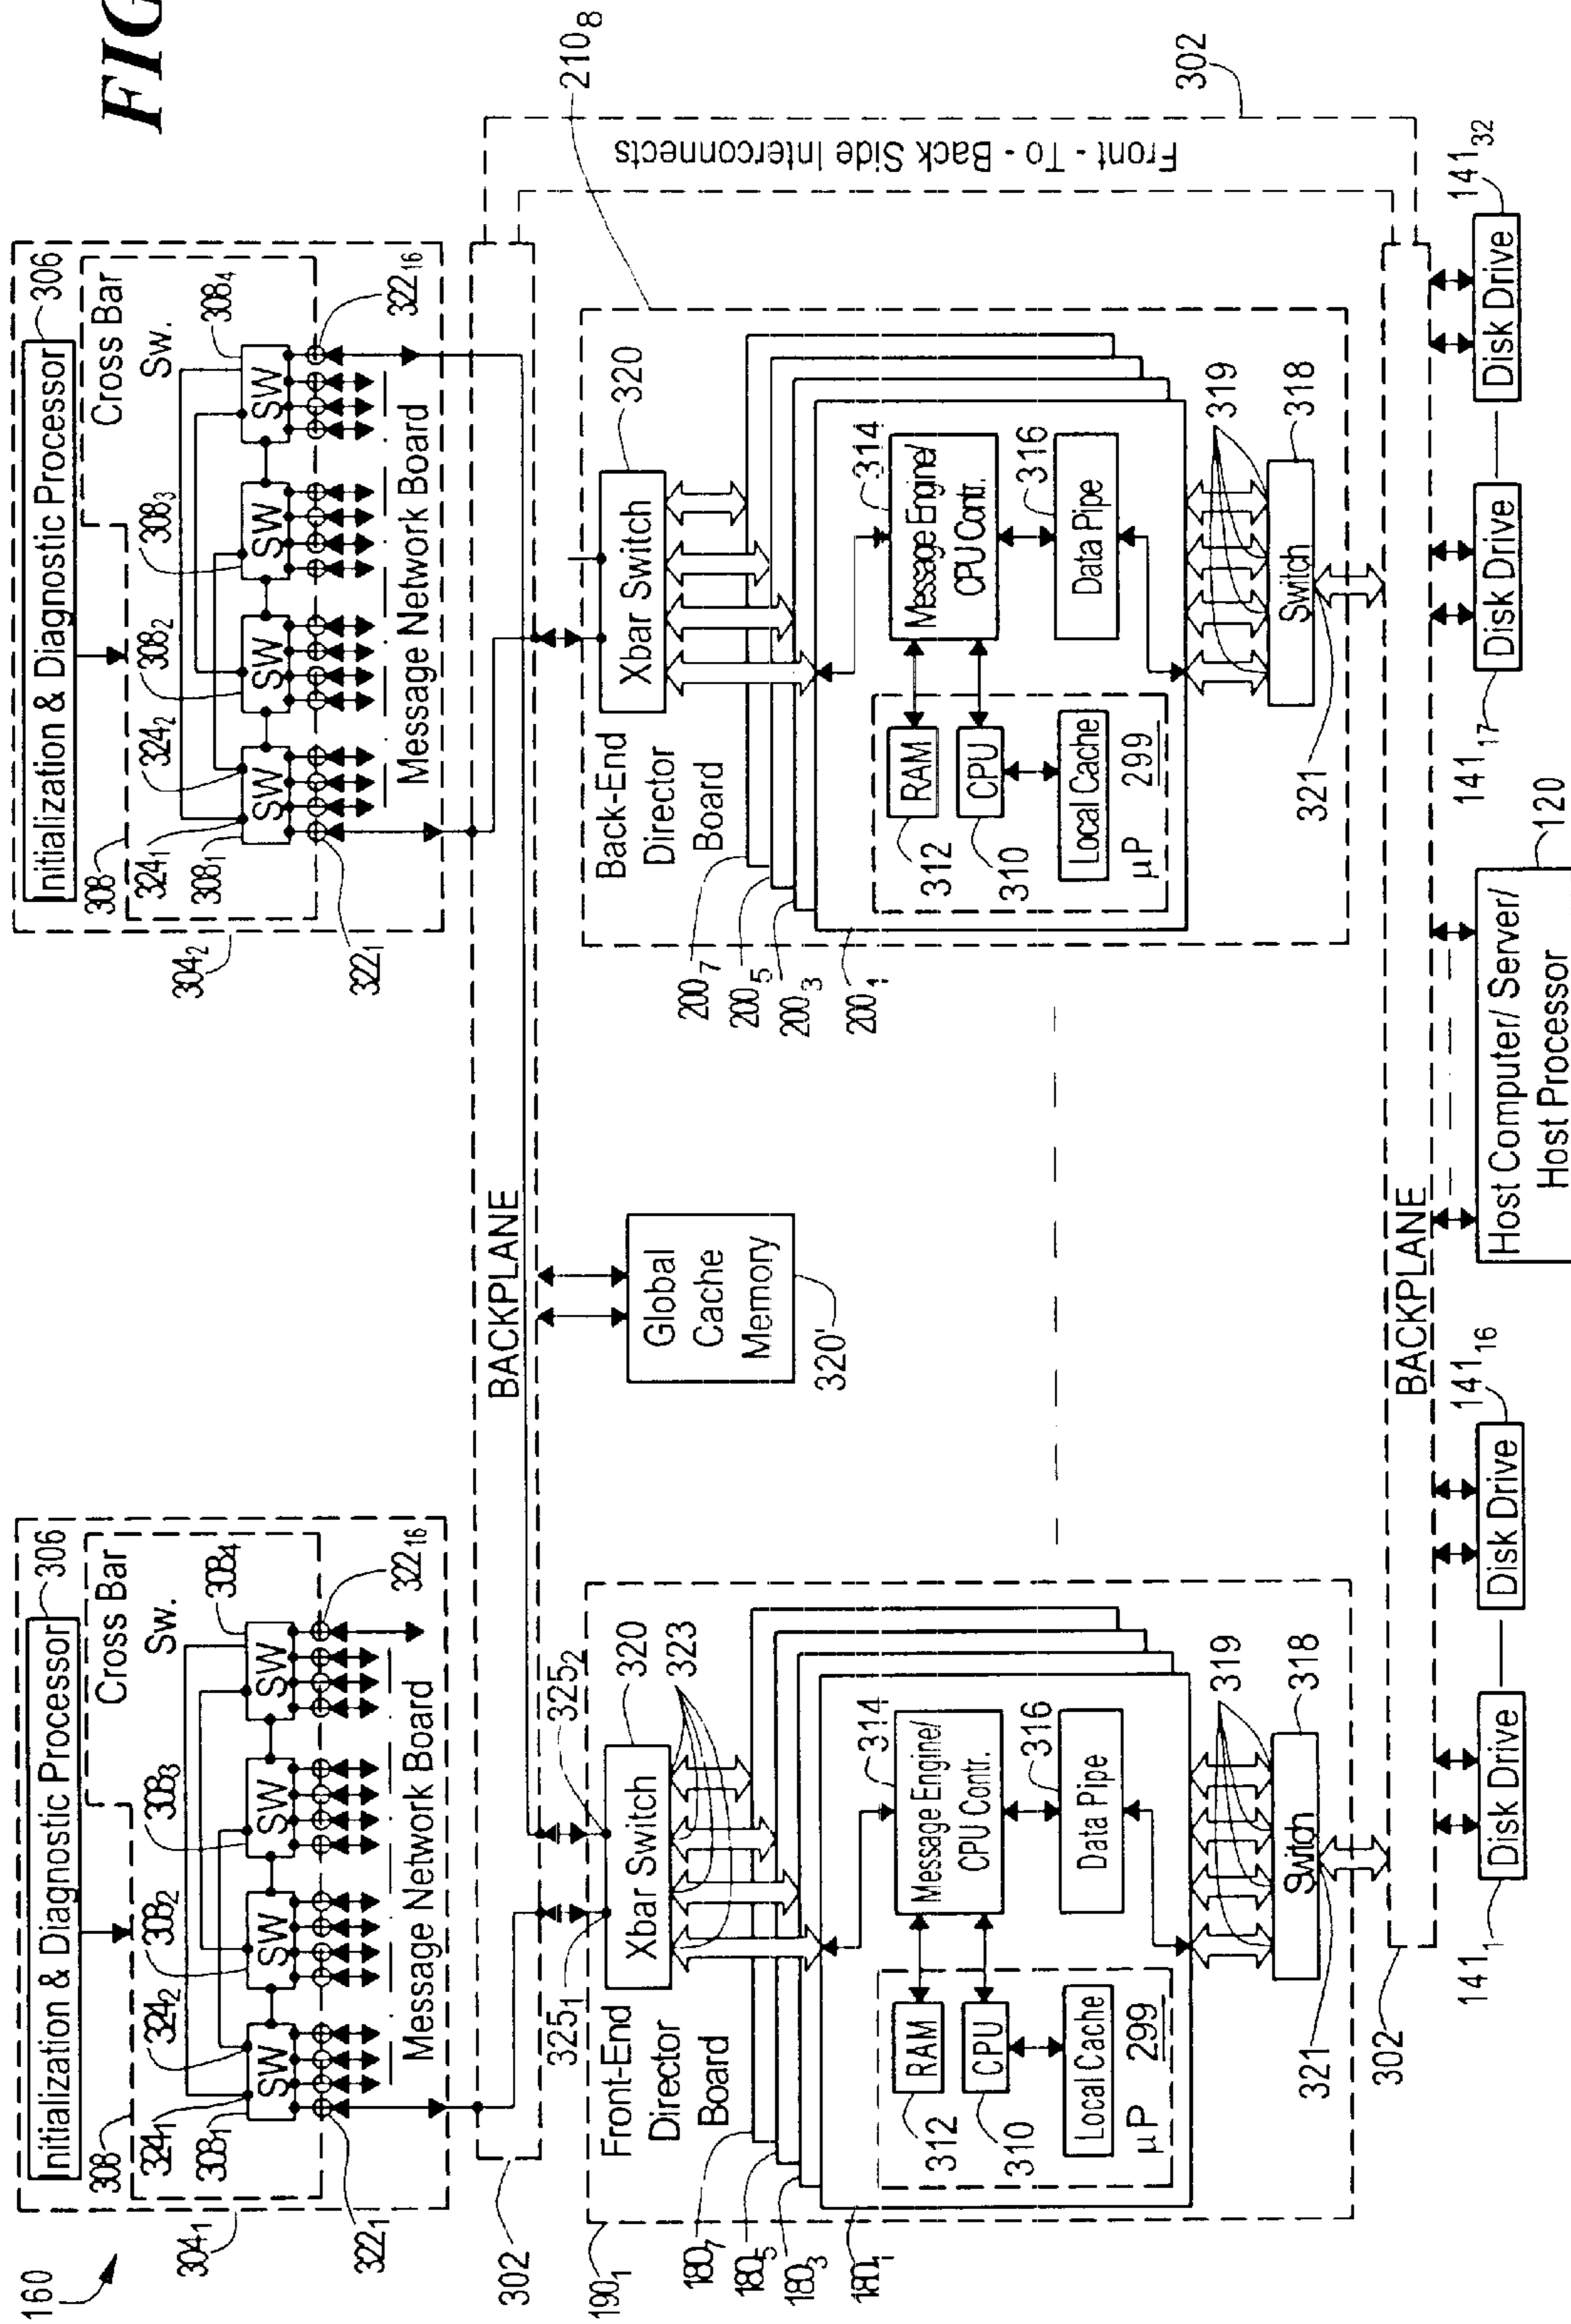 FIG
160
304₁
Initialization & Diagnostic Processor
306
308
Cross Bar
Sw.
324₁
324₂
308₁
308₂
308₃
308₄
SW
SW
SW
SW
322₁
322₁₆
Message Network Board
304₂
Initialization & Diagnostic Processor
306
308
Cross Bar
Sw.
324₁
324₂
308₁
308₂
308₃
308₄
SW
SW
SW
SW
322₁
322₁₆
Message Network Board
302
BACKPLANE
Front - To - Back Side Interconnects
302
190₁
325₁
325₂
320
323
Xbar Switch
Front-End
Director
Board
180₇
180₅
180₃
180₁
314
Message Engine/
CPU Contr.
316
Data Pipe
RAM
312
CPU
310
Local Cache
µP
299
319
318
Switch
321
Global
Cache
Memory
320'
210₈
320
Xbar Switch
Back-End
Director
Board
200₇
200₅
200₃
200₁
314
Message Engine/
CPU Contr.
316
Data Pipe
RAM
312
CPU
310
Local Cache
µP
299
319
318
Switch
321
302
BACKPLANE
Disk Drive
141₁
Disk Drive
141₁₆
Host Computer/ Server/
Host Processor
120
Disk Drive
141₁₇
Disk Drive
141₃₂